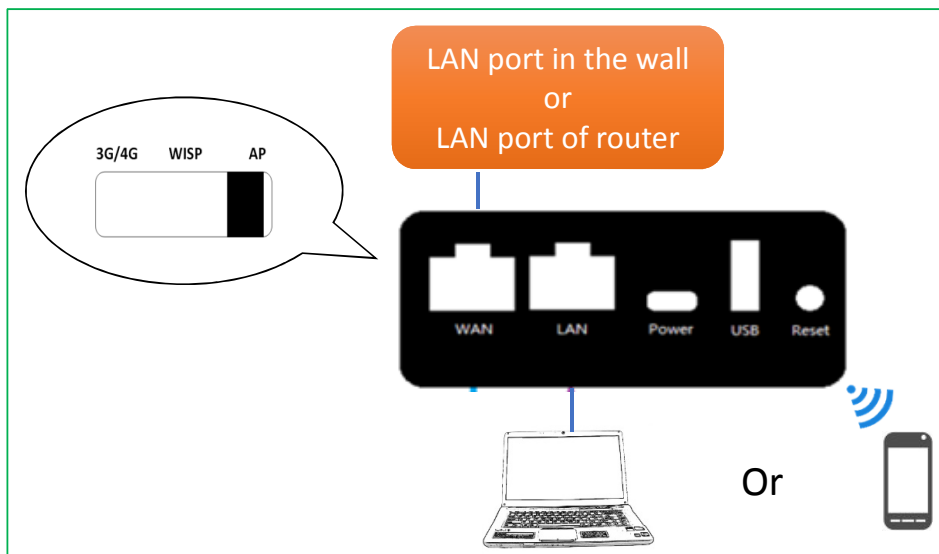 LAN port in the wall
or
LAN port of router
3G/4G WISP AP
WAN LAN Power USB Reset
Or